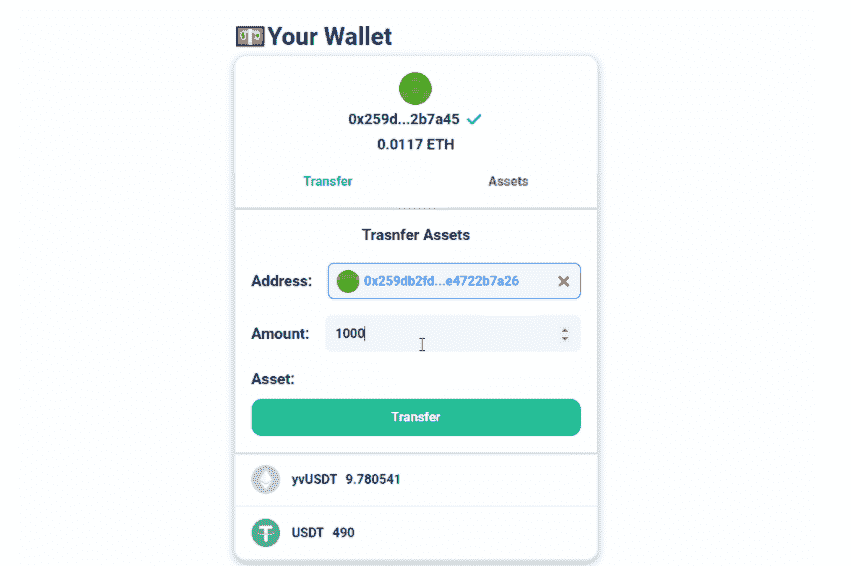 Your Wallet
0x259d...2b7a45
0.0117 ETH
Transfer Assets
Trasnfer Assets
Address: 0x259db2fd...e4722b7a26
Amount: 1000
Asset:
Transfer
yvUSDT 9.780541
USDT 490